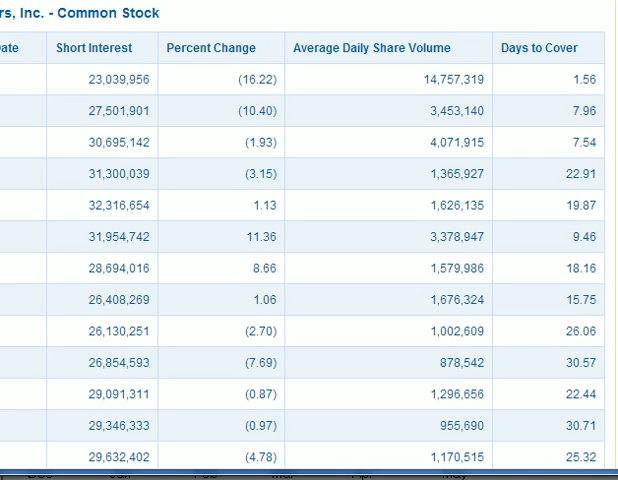 rs, Inc. - Common Stock
ate Short Interest Percent Change Average Daily Share Volume Days to Cover
23,039,956 (16.22) 14,757,319 1.56
27,501,901 (10.40) 3,453,140 7.96
30,695,142 (1.93) 4,071,915 7.54
31,300,039 (3.15) 1,365,927 22.91
32,316,654 1.13 1,626,135 19.87
31,954,742 11.36 3,378,947 9.46
28,694,016 8.66 1,579,986 18.16
26,408,269 1.06 1,676,324 15.75
26,130,251 (2.70) 1,002,609 26.06
26,854,593 (7.69) 878,542 30.57
29,091,311 (0.87) 1,296,656 22.44
29,346,333 (0.97) 955,690 30.71
29,632,402 (4.78) 1,170,515 25.32